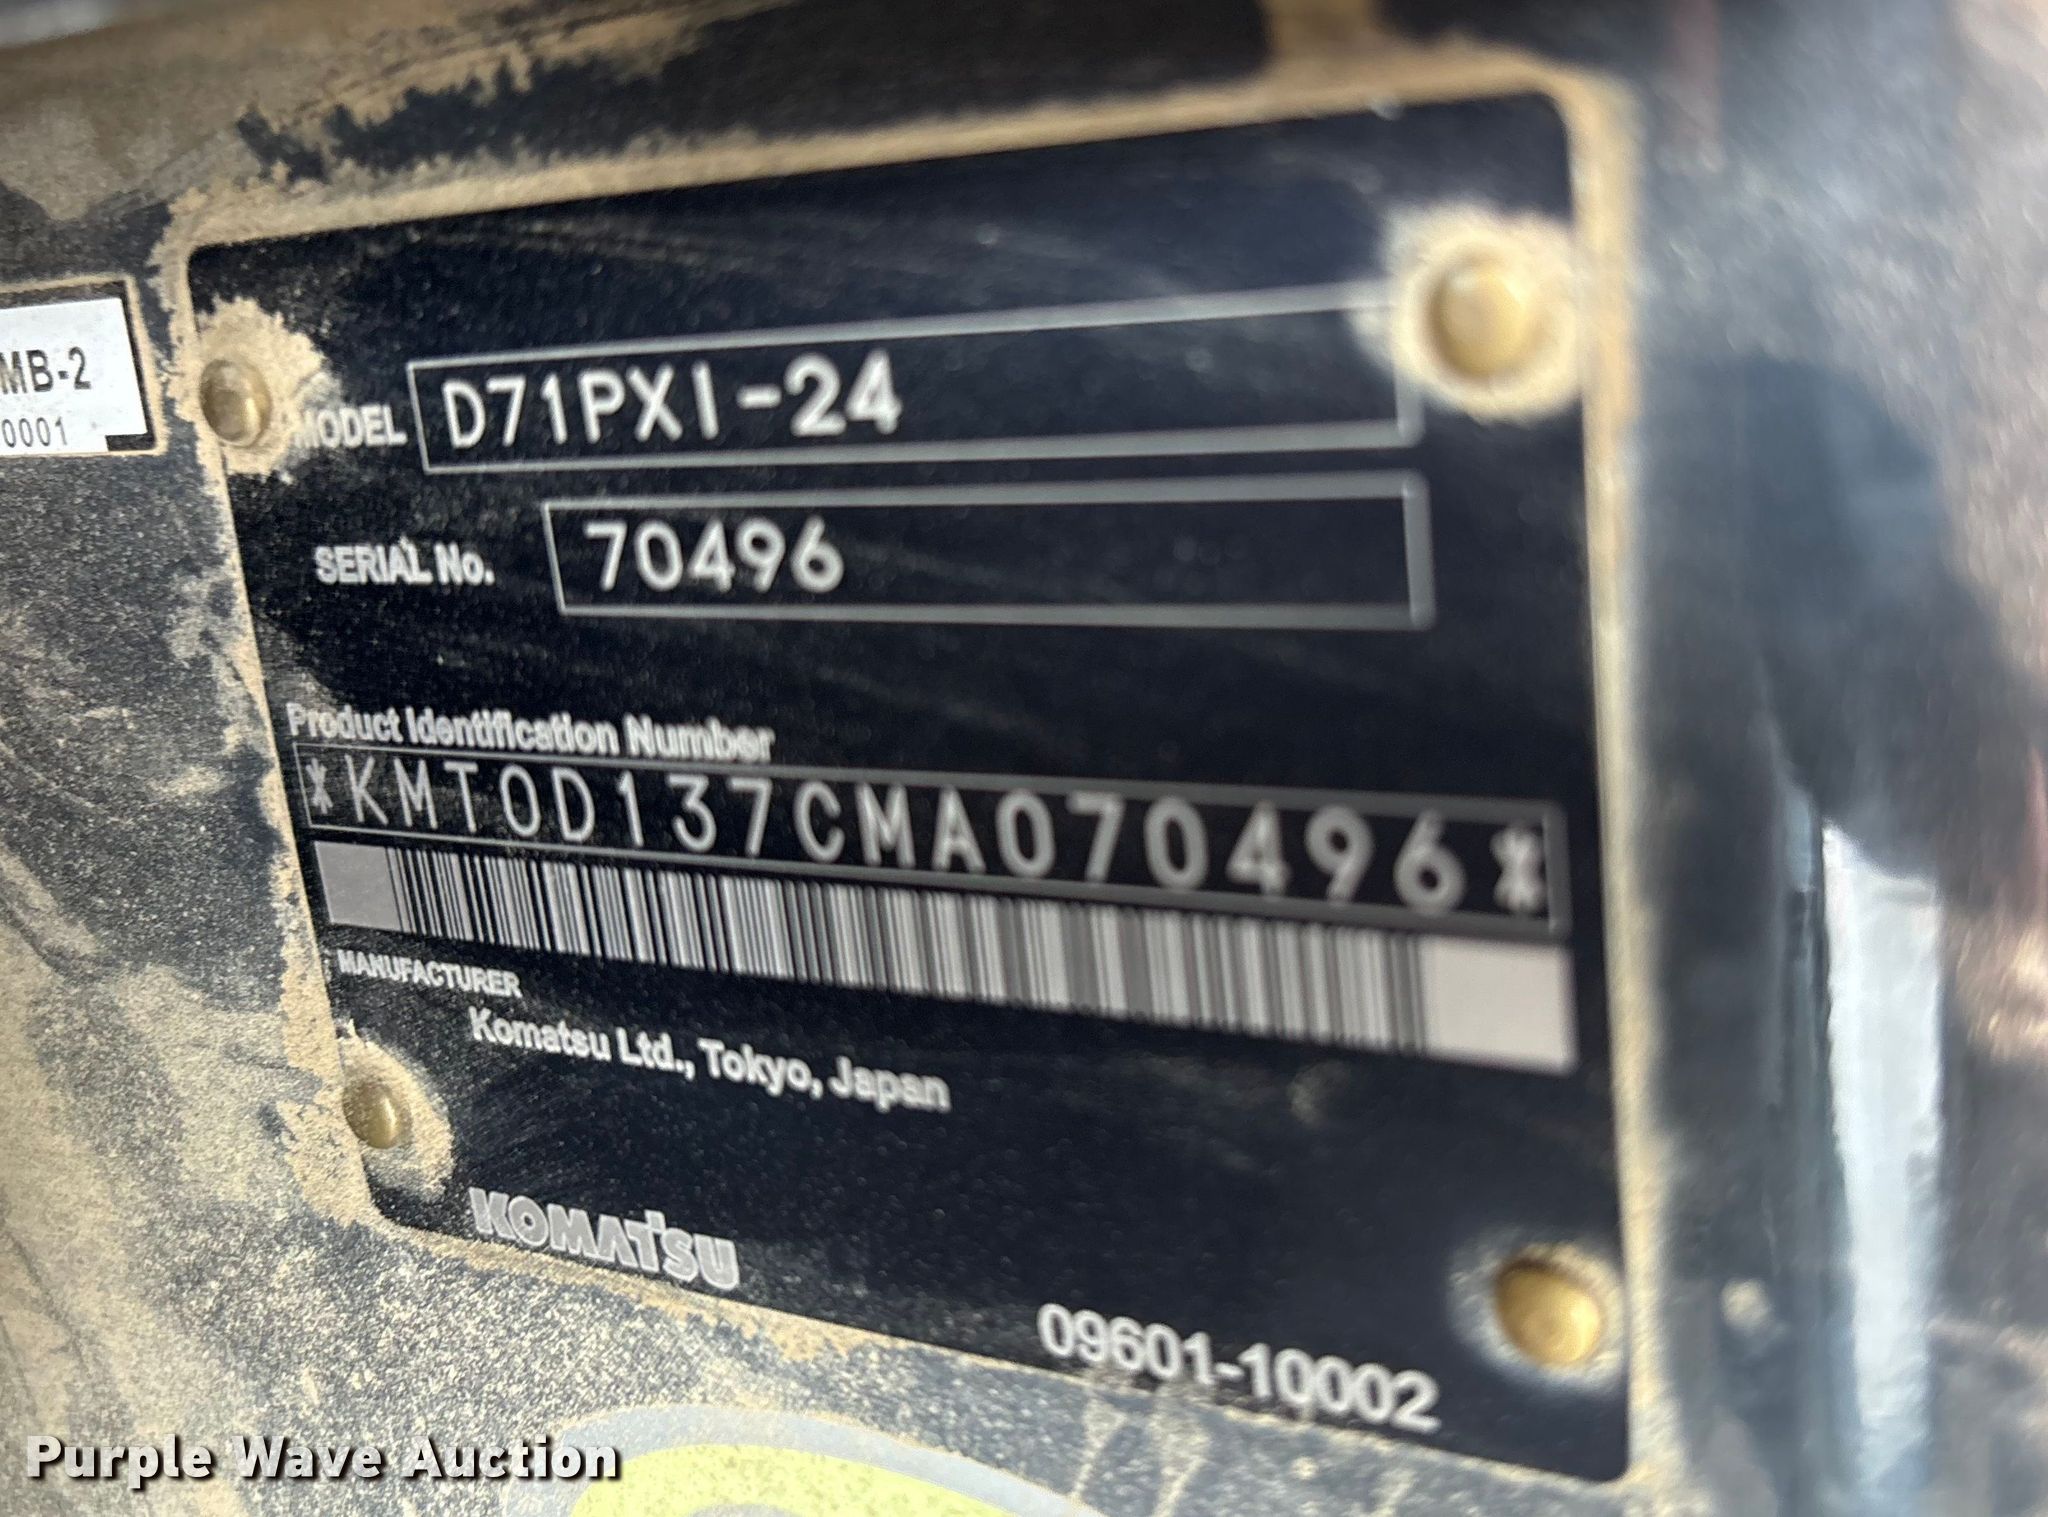 MB-2
0001
MODEL D71PXI-24
SERIAL No. 70496
Product Identification Number
*KMT0D137CMA070496*
MANUFACTURER
Komatsu Ltd., Tokyo, Japan
KOMATSU
09601-10002
Purple Wave Auction